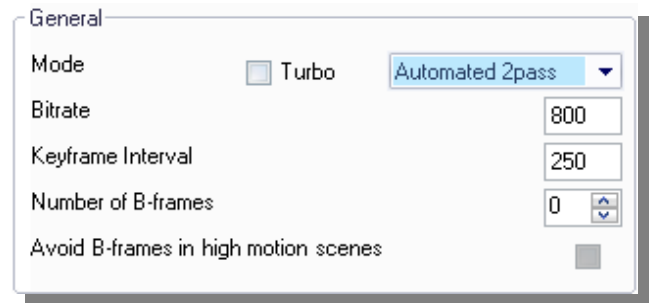 General
Mode Turbo Automated 2pass
Bitrate 800
Keyframe Interval 250
Number of B-frames 0
Avoid B-frames in high motion scenes